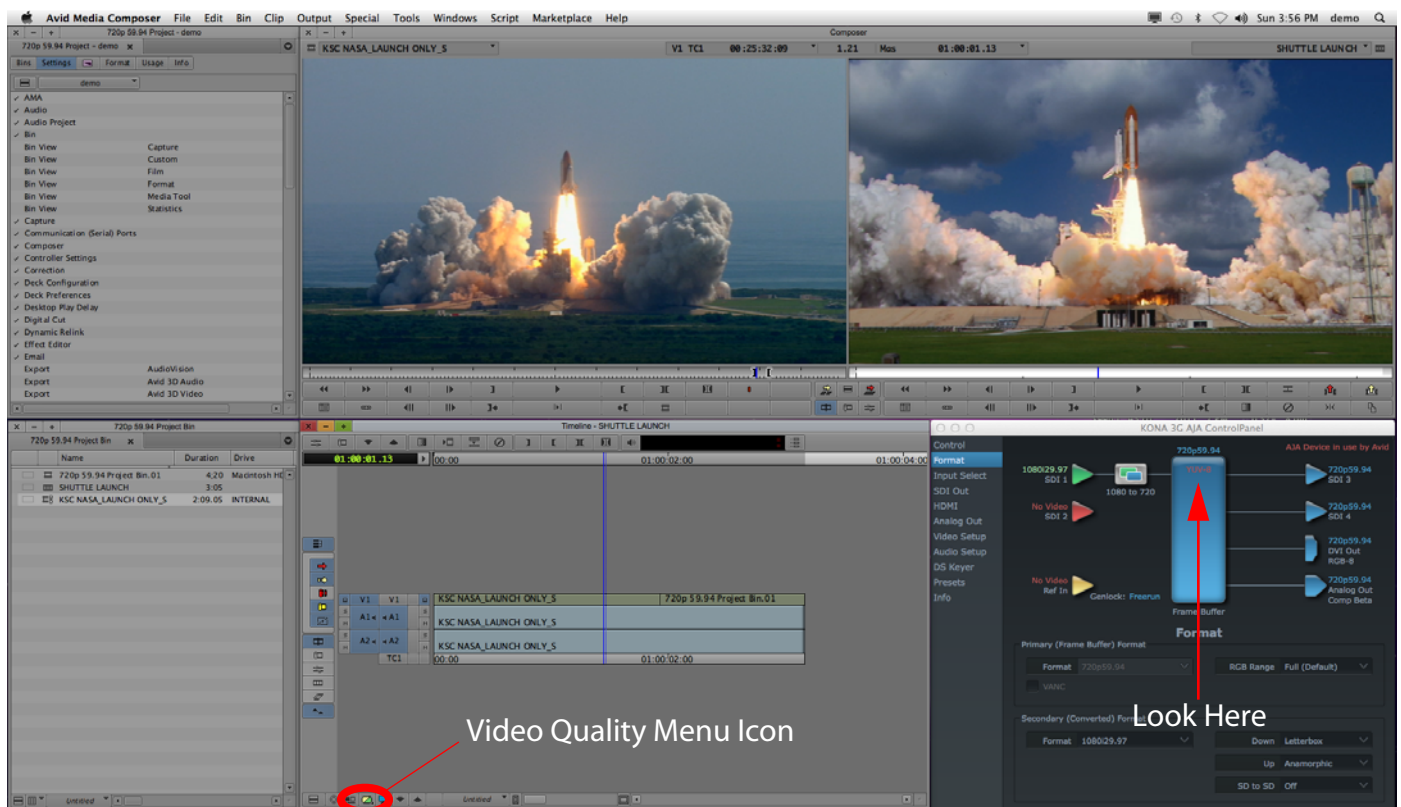 Avid Media Composer File Edit Bin Clip Output Special Tools Windows Script Marketplace Help Sun 3:56 PM demo
720p 59.94 Project - demo
720p 59.94 Project - demo x
Bins Settings Format Usage Info
demo
AMA
Audio
Audio Project
Bin
Bin View Capture
Bin View Custom
Bin View Film
Bin View Format
Bin View Media Tool
Bin View Statistics
Capture
Communication (Serial) Ports
Composer
Controller Settings
Correction
Deck Configuration
Deck Preferences
Desktop Play Delay
Digital Cut
Dynamic Relink
Effect Editor
Email
Export AudioVision
Export Avid 3D Audio
Export Avid 3D Video
Composer
KSC NASA_LAUNCH ONLY_S V1 TC1 00:25:32:09 1.21 Mas 01:00:01.13 SHUTTLE LAUNCH
720p 59.94 Project Bin
720p 59.94 Project Bin x
Name Duration Drive
720p 59.94 Project Bin.01 4;20 Macintosh HD
SHUTTLE LAUNCH 3:05
KSC NASA_LAUNCH ONLY_S 2:09.05 INTERNAL
Untitled
Timeline - SHUTTLE LAUNCH
01:00:01.13 00:00 01:00:02:00 01:00:04:00
V1 V1 KSC NASA_LAUNCH ONLY_S 720p 59.94 Project Bin.01
A1 A1 KSC NASA_LAUNCH ONLY_S
A2 A2 KSC NASA_LAUNCH ONLY_S
TC1 00:00 01:00:02:00
Video Quality Menu Icon
Untitled
KONA 3G AJA ControlPanel
Control
Format
Input Select
SDI Out
HDMI
Analog Out
Video Setup
Audio Setup
DS Keyer
Presets
Info
720p59.94
AJA Device in use by Avid
1080i29.97
SDI 1
1080 to 720
No Video
SDI 2
No Video
Ref In
Genlock: Freerun
Frame Buffer
720p59.94
SDI 3
720p59.94
SDI 4
720p59.94
DVI Out
RGB-8
720p59.94
Analog Out
Comp Beta
Format
Primary (Frame Buffer) Format
Format 720p59.94 RGB Range Full (Default)
VANC
Look Here
Secondary (Converted) Format
Format 1080i29.97 Down Letterbox
Up Anamorphic
SD to SD Off